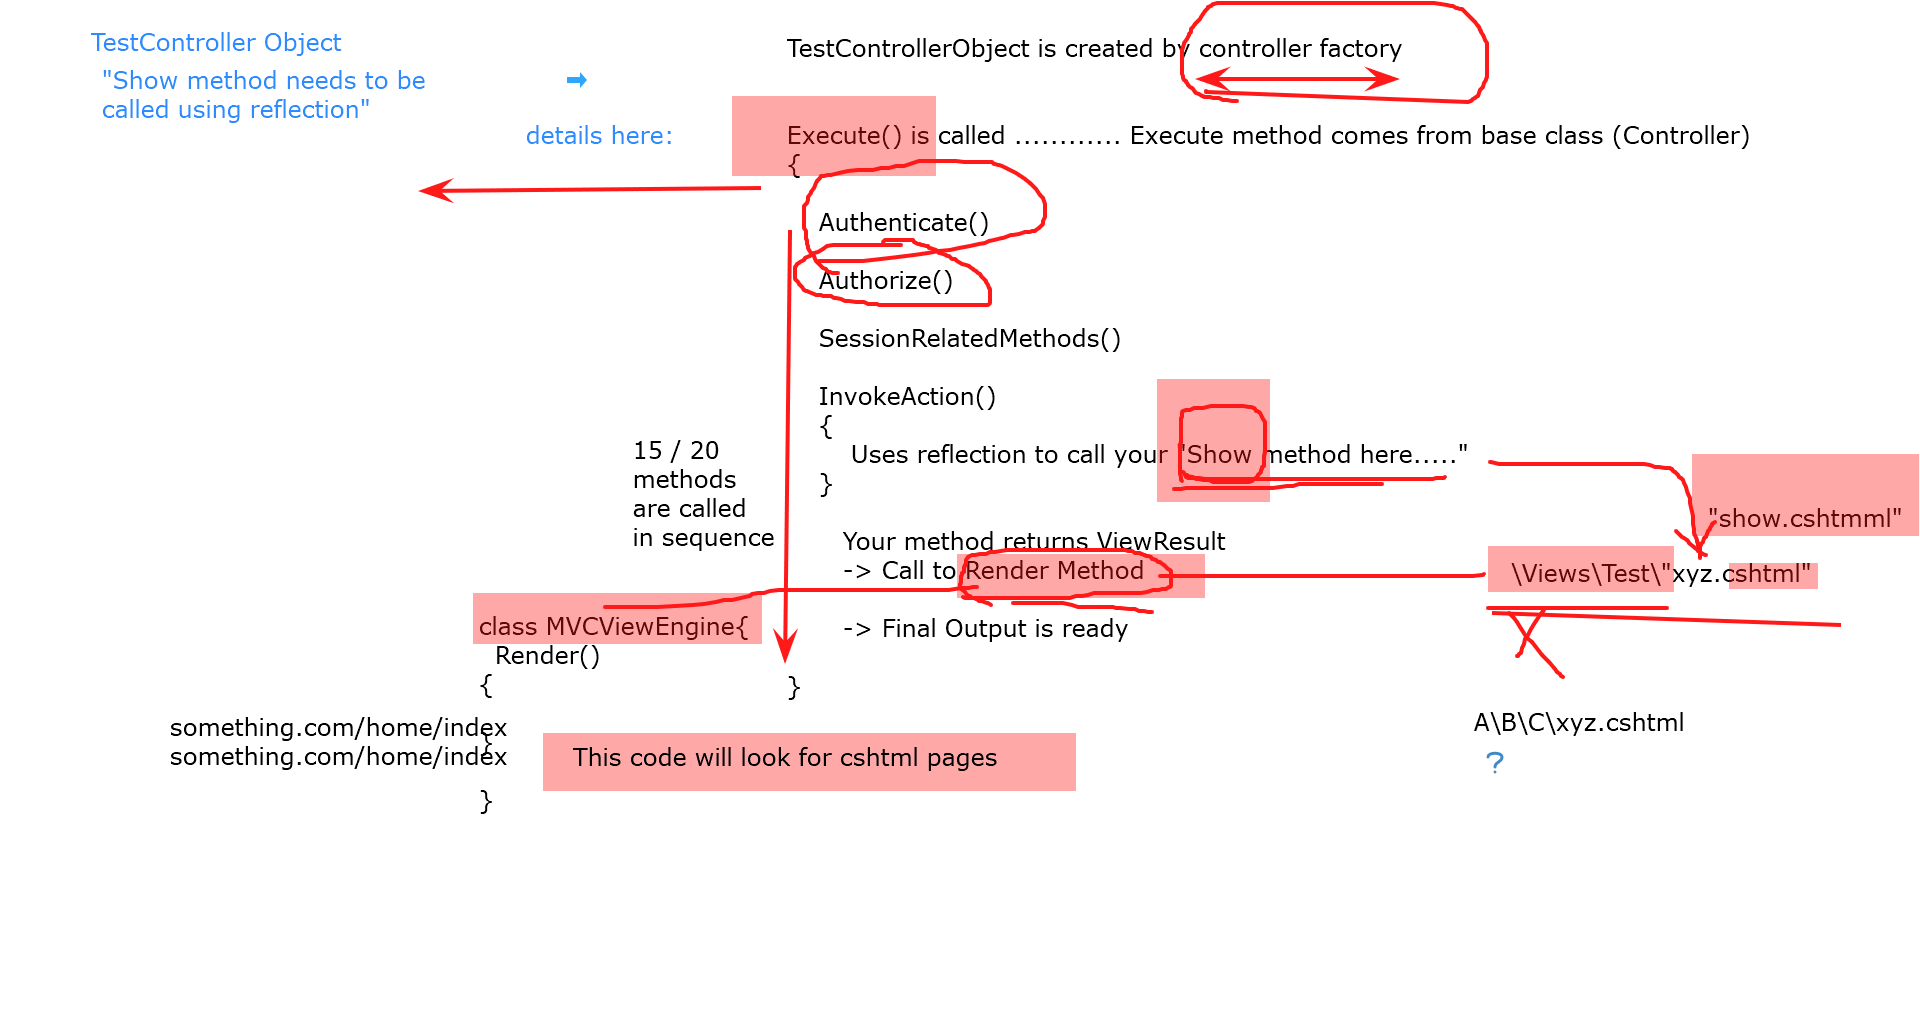 TestController Object
"Show method needs to be
called using reflection"
➡
details here:
TestControllerObject is created by controller factory
Execute() is called ............ Execute method comes from base class (Controller)
{
Authenticate()
Authorize()
SessionRelatedMethods()
InvokeAction()
{
Uses reflection to call your "Show method here....."
}
Your method returns ViewResult
-> Call to Render Method
-> Final Output is ready
}
15 / 20
methods
are called
in sequence
"show.cshtmml"
\Views\Test\"xyz.cshtml"
A\B\C\xyz.cshtml
?
class MVCViewEngine{
Render()
{
}
}
This code will look for cshtml pages
something.com/home/index
something.com/home/index